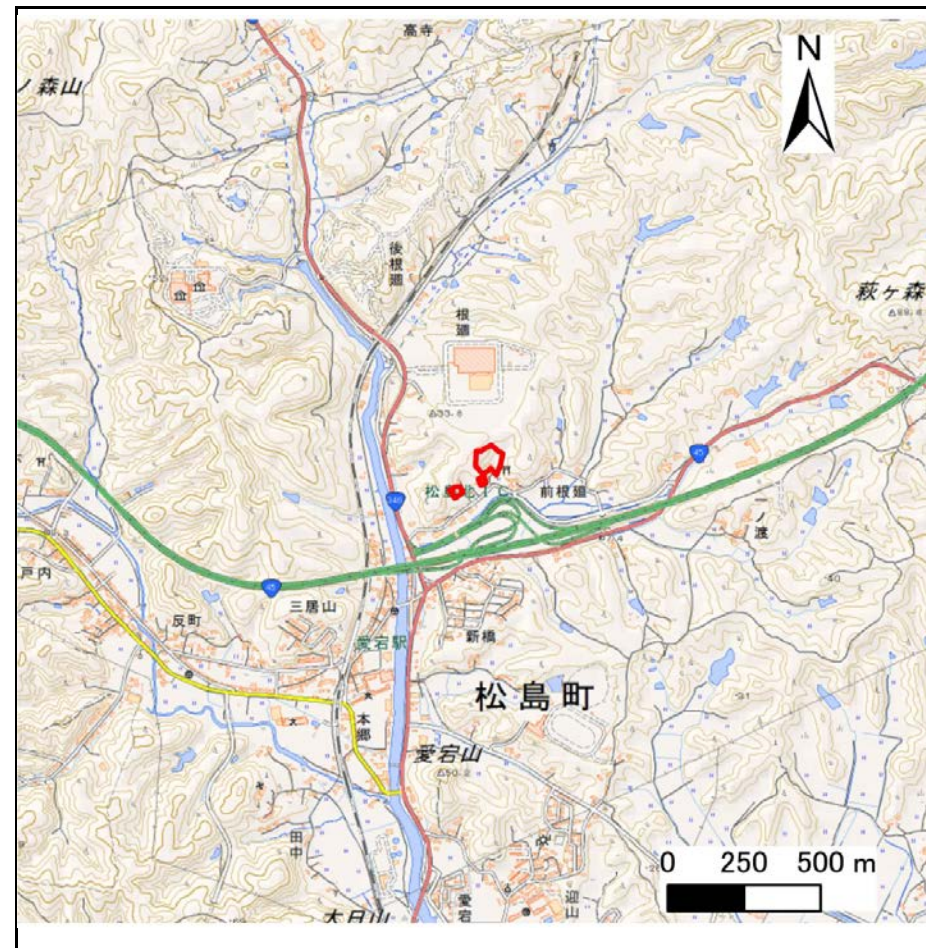 高寺
N
ノ森山
後根廻
萩ヶ森
根廻
△33.6
45
松島北IC
前根廻
346
一ノ渡
戸内
45
三居山
反町
愛宕駅
新橋
松島町
本郷
愛宕山
田中
0 250 500 m
愛宕
迎山
大日山